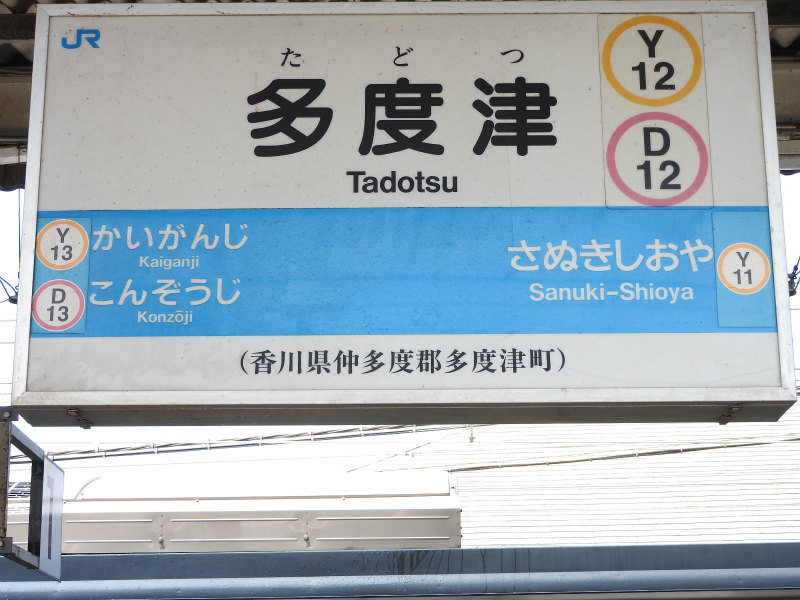 JR
た ど つ
多度津
Tadotsu
Y
12
D
12
Y
13
かいがんじ
Kaiganji
D
13
こんぞうじ
Konzōji
さぬきしおや
Sanuki-Shioya
Y
11
(香川県仲多度郡多度津町)
1